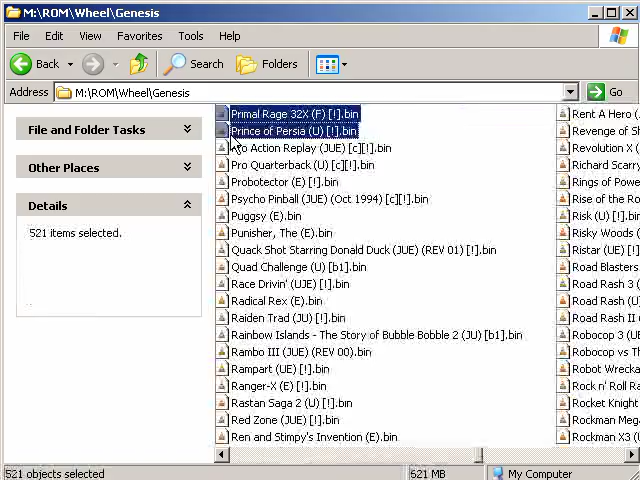 M:\ROM\Wheel\Genesis
File Edit View Favorites Tools Help
Back Search Folders
Address M:\ROM\Wheel\Genesis Go
File and Folder Tasks
Other Places
Details
521 items selected.
Primal Rage 32X (F) [!].bin
Prince of Persia (U) [!].bin
Pro Action Replay (JUE) [c][!].bin
Pro Quarterback (U) [c][!].bin
Probotector (E) [!].bin
Psycho Pinball (JUE) (Oct 1994) [c][!].bin
Puggsy (E).bin
Punisher, The (E).bin
Quack Shot Starring Donald Duck (JUE) (REV 01) [!].bin
Quad Challenge (U) [b1].bin
Race Drivin' (UJE) [!].bin
Radical Rex (E).bin
Raiden Trad (JU) [!].bin
Rainbow Islands - The Story of Bubble Bobble 2 (JU) [b1].bin
Rambo III (JUE) (REV 00).bin
Rampart (UE) [!].bin
Ranger-X (E) [!].bin
Rastan Saga 2 (U) [!].bin
Red Zone (JUE) [!].bin
Ren and Stimpy's Invention (E).bin
Rent A Hero (
Revenge of Sh
Revolution X (
Richard Scarry
Rings of Powe
Rise of the Ro
Risk (U) [!].bin
Risky Woods (
Ristar (UE) [!
Road Blasters
Road Rash 3 (
Road Rash II (
Robocop 3 (UE
Robocop vs Th
Robot Wrecka
Rock n' Roll Ra
Rocket Knight
Rockman Meg
Rockman X3 (
521 objects selected 521 MB My Computer